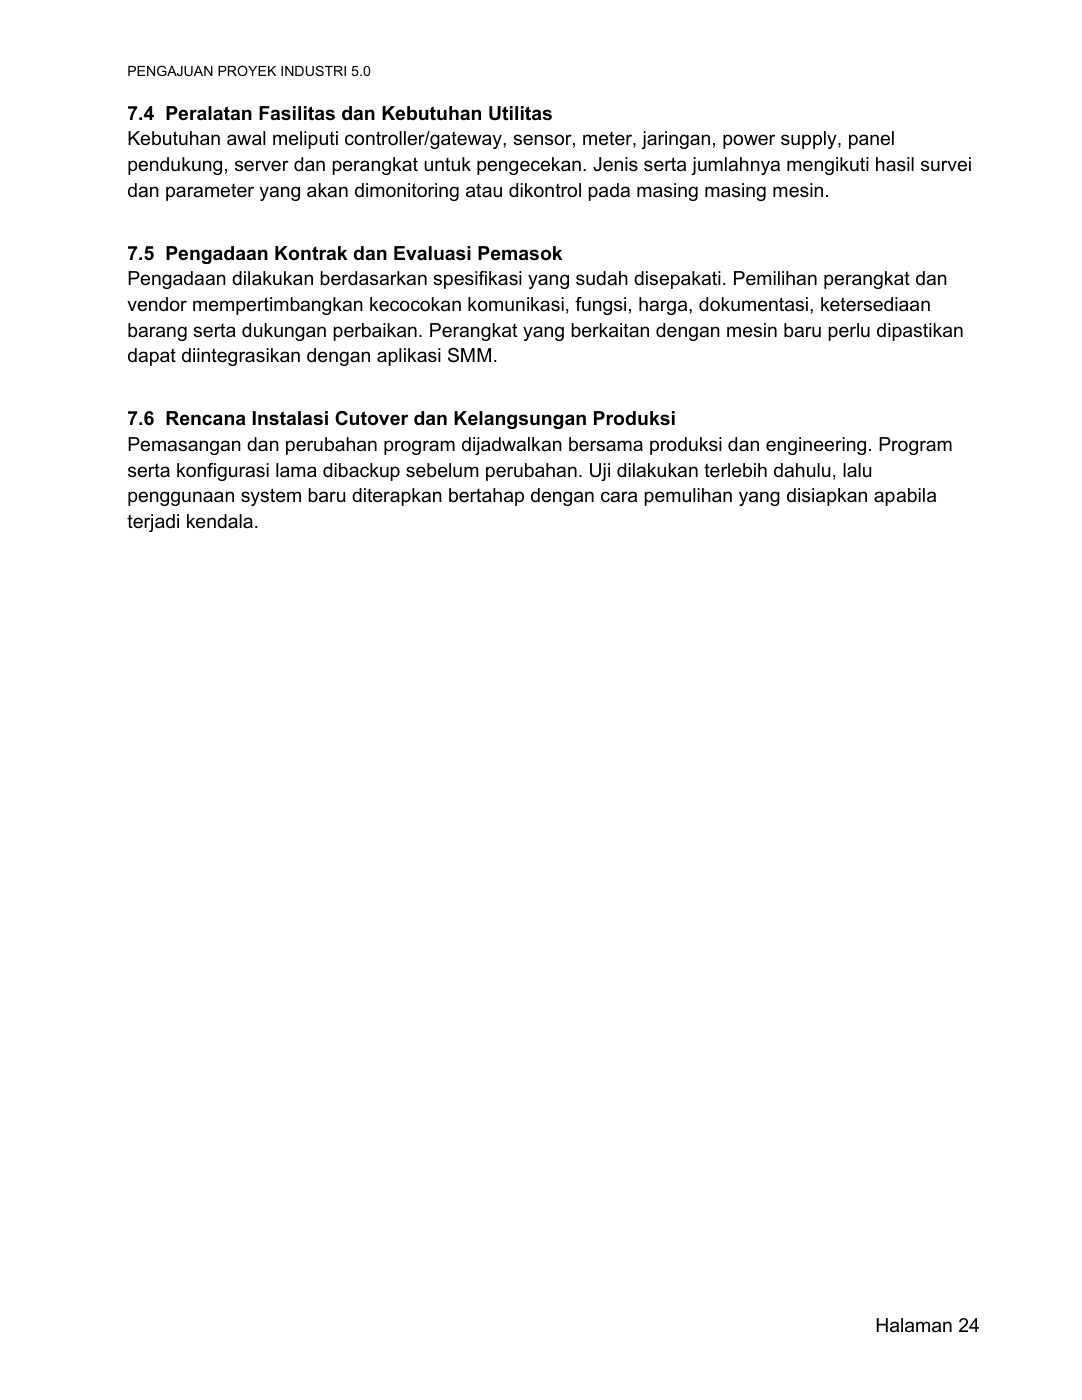 PENGAJUAN PROYEK INDUSTRI 5.0
7.4  Peralatan Fasilitas dan Kebutuhan Utilitas
Kebutuhan awal meliputi controller/gateway, sensor, meter, jaringan, power supply, panel
pendukung, server dan perangkat untuk pengecekan. Jenis serta jumlahnya mengikuti hasil survei
dan parameter yang akan dimonitoring atau dikontrol pada masing masing mesin.
7.5  Pengadaan Kontrak dan Evaluasi Pemasok
Pengadaan dilakukan berdasarkan spesifikasi yang sudah disepakati. Pemilihan perangkat dan
vendor mempertimbangkan kecocokan komunikasi, fungsi, harga, dokumentasi, ketersediaan
barang serta dukungan perbaikan. Perangkat yang berkaitan dengan mesin baru perlu dipastikan
dapat diintegrasikan dengan aplikasi SMM.
7.6  Rencana Instalasi Cutover dan Kelangsungan Produksi
Pemasangan dan perubahan program dijadwalkan bersama produksi dan engineering. Program
serta konfigurasi lama dibackup sebelum perubahan. Uji dilakukan terlebih dahulu, lalu
penggunaan system baru diterapkan bertahap dengan cara pemulihan yang disiapkan apabila
terjadi kendala.
Halaman 24